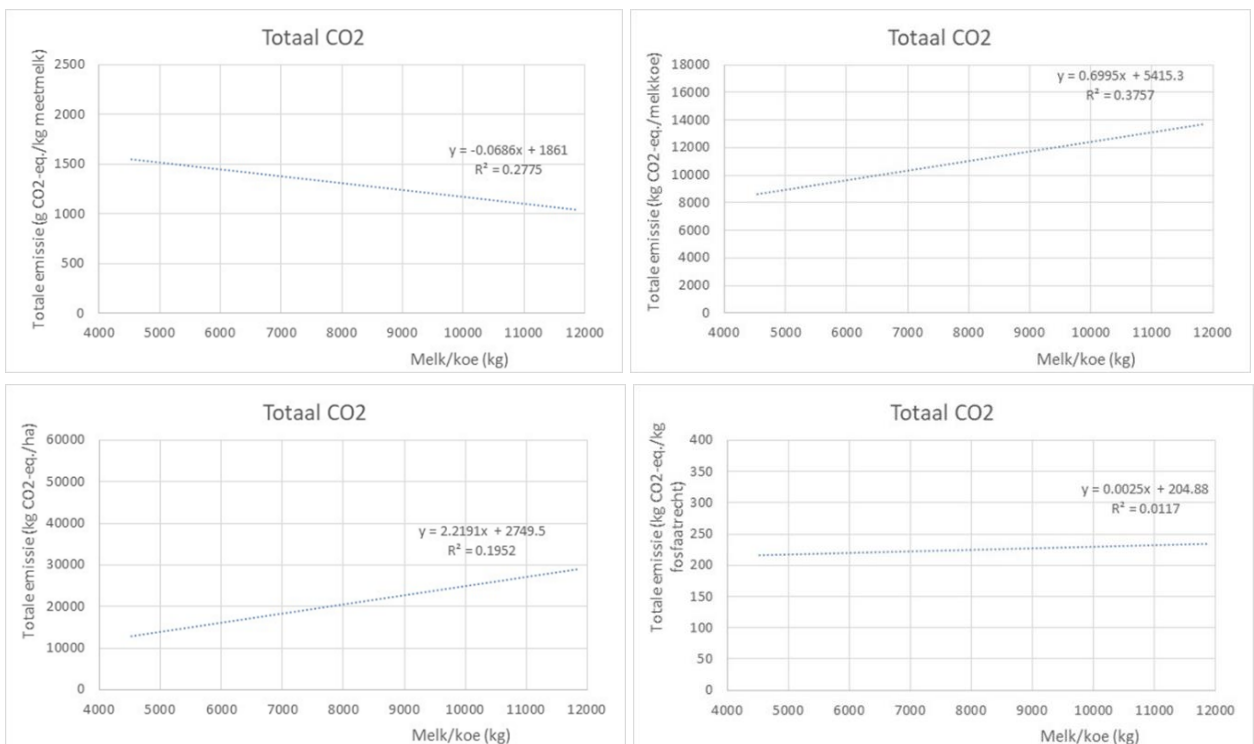 Totaal CO2
Totale emissie (g CO2-eq./kg meetmelk)
2500
2000
1500
1000
500
0
y = -0.0686x + 1861
R² = 0.2775
4000 5000 6000 7000 8000 9000 10000 11000 12000
Melk/koe (kg)
Totaal CO2
Totale emissie (kg CO2-eq./melkkoe)
18000
16000
14000
12000
10000
8000
6000
4000
2000
0
y = 0.6995x + 5415.3
R² = 0.3757
4000 5000 6000 7000 8000 9000 10000 11000 12000
Melk/koe (kg)
Totaal CO2
Totale emissie (kg CO2-eq./ha)
60000
50000
40000
30000
20000
10000
0
y = 2.2191x + 2749.5
R² = 0.1952
4000 5000 6000 7000 8000 9000 10000 11000 12000
Melk/koe (kg)
Totaal CO2
Totale emissie (kg CO2-eq./kg
fosfaatrecht)
400
350
300
250
200
150
100
50
0
y = 0.0025x + 204.88
R² = 0.0117
4000 5000 6000 7000 8000 9000 10000 11000 12000
Melk/koe (kg)